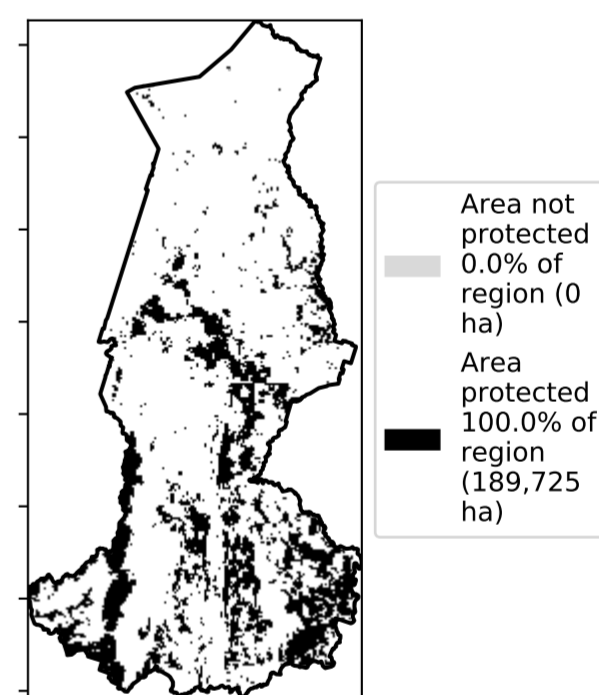 Area not
protected
0.0% of
region (0
ha)
Area
protected
100.0% of
region
(189,725
ha)